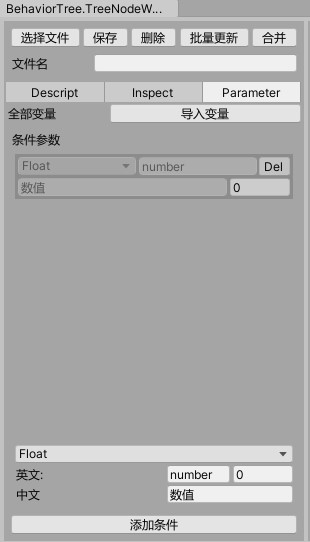 BehaviorTree.TreeNodeW...
选择文件 保存 删除 批量更新 合并
文件名
Descript Inspect Parameter
全部变量 导入变量
条件参数
Float number Del
数值 0
Float
英文: number 0
中文 数值
添加条件